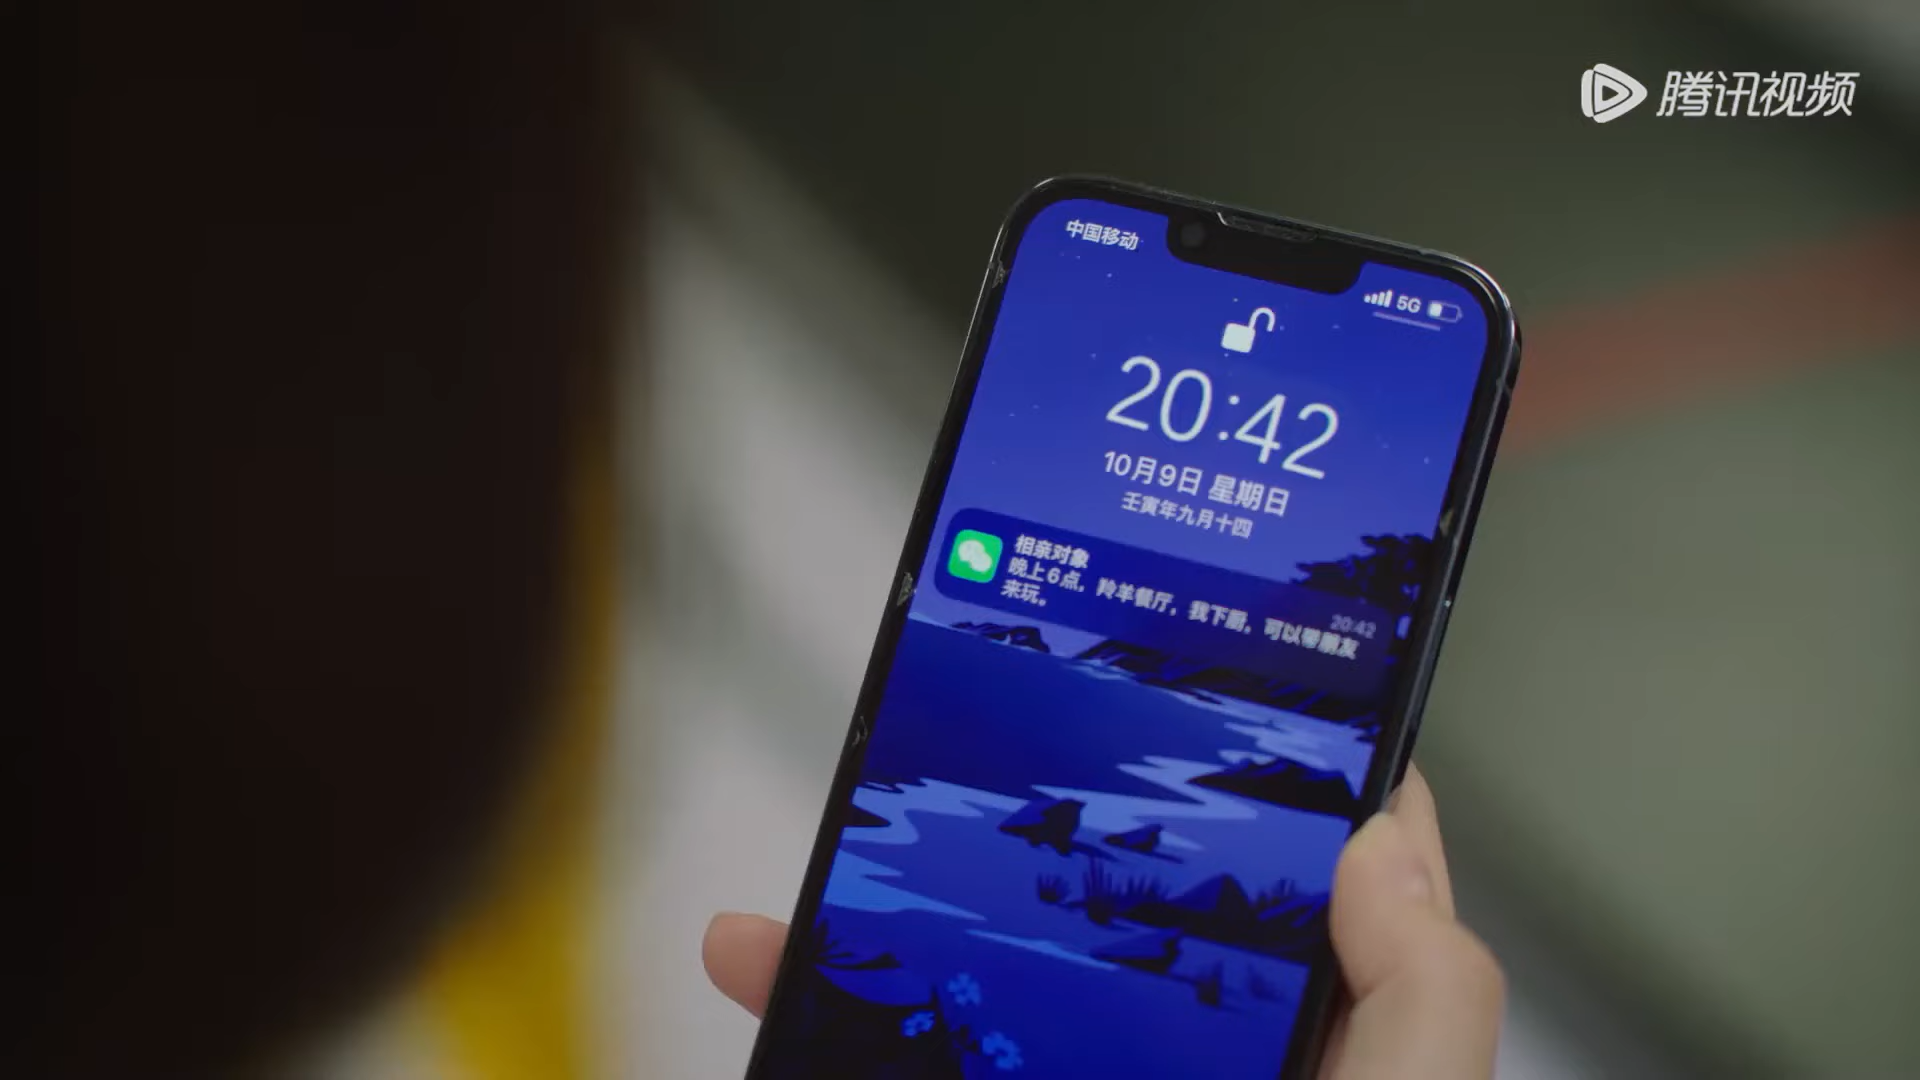 腾讯视频
中国移动
5G
20:42
10月9日 星期日
壬寅年九月十四
相亲对象
20:42
晚上6点，羚羊餐厅，我下厨，可以带朋友
来玩。